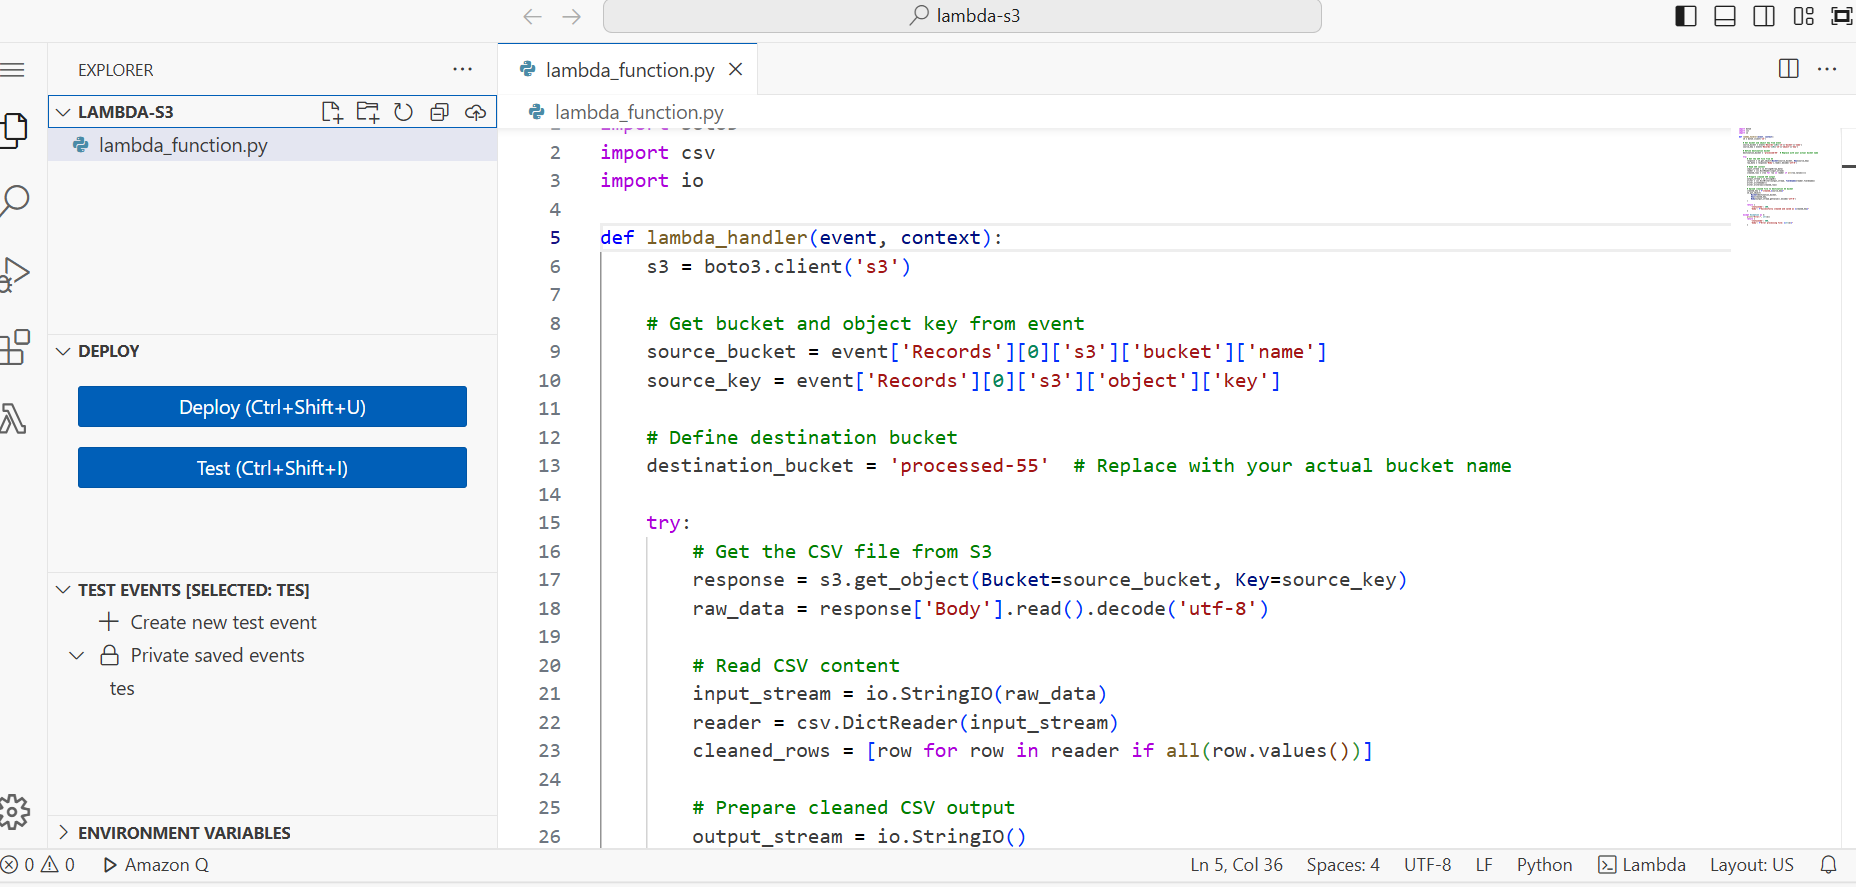 lambda-s3
EXPLORER
LAMBDA-S3
lambda_function.py
DEPLOY
Deploy (Ctrl+Shift+U)
Test (Ctrl+Shift+I)
TEST EVENTS [SELECTED: TES]
Create new test event
Private saved events
tes
ENVIRONMENT VARIABLES
lambda_function.py
lambda_function.py
2 import csv
3 import io
4
5 def lambda_handler(event, context):
6 s3 = boto3.client('s3')
7
8 # Get bucket and object key from event
9 source_bucket = event['Records'][0]['s3']['bucket']['name']
10 source_key = event['Records'][0]['s3']['object']['key']
11
12 # Define destination bucket
13 destination_bucket = 'processed-55'  # Replace with your actual bucket name
14
15 try:
16 # Get the CSV file from S3
17 response = s3.get_object(Bucket=source_bucket, Key=source_key)
18 raw_data = response['Body'].read().decode('utf-8')
19
20 # Read CSV content
21 input_stream = io.StringIO(raw_data)
22 reader = csv.DictReader(input_stream)
23 cleaned_rows = [row for row in reader if all(row.values())]
24
25 # Prepare cleaned CSV output
26 output_stream = io.StringIO()
0 0 Amazon Q
Ln 5, Col 36 Spaces: 4 UTF-8 LF Python Lambda Layout: US